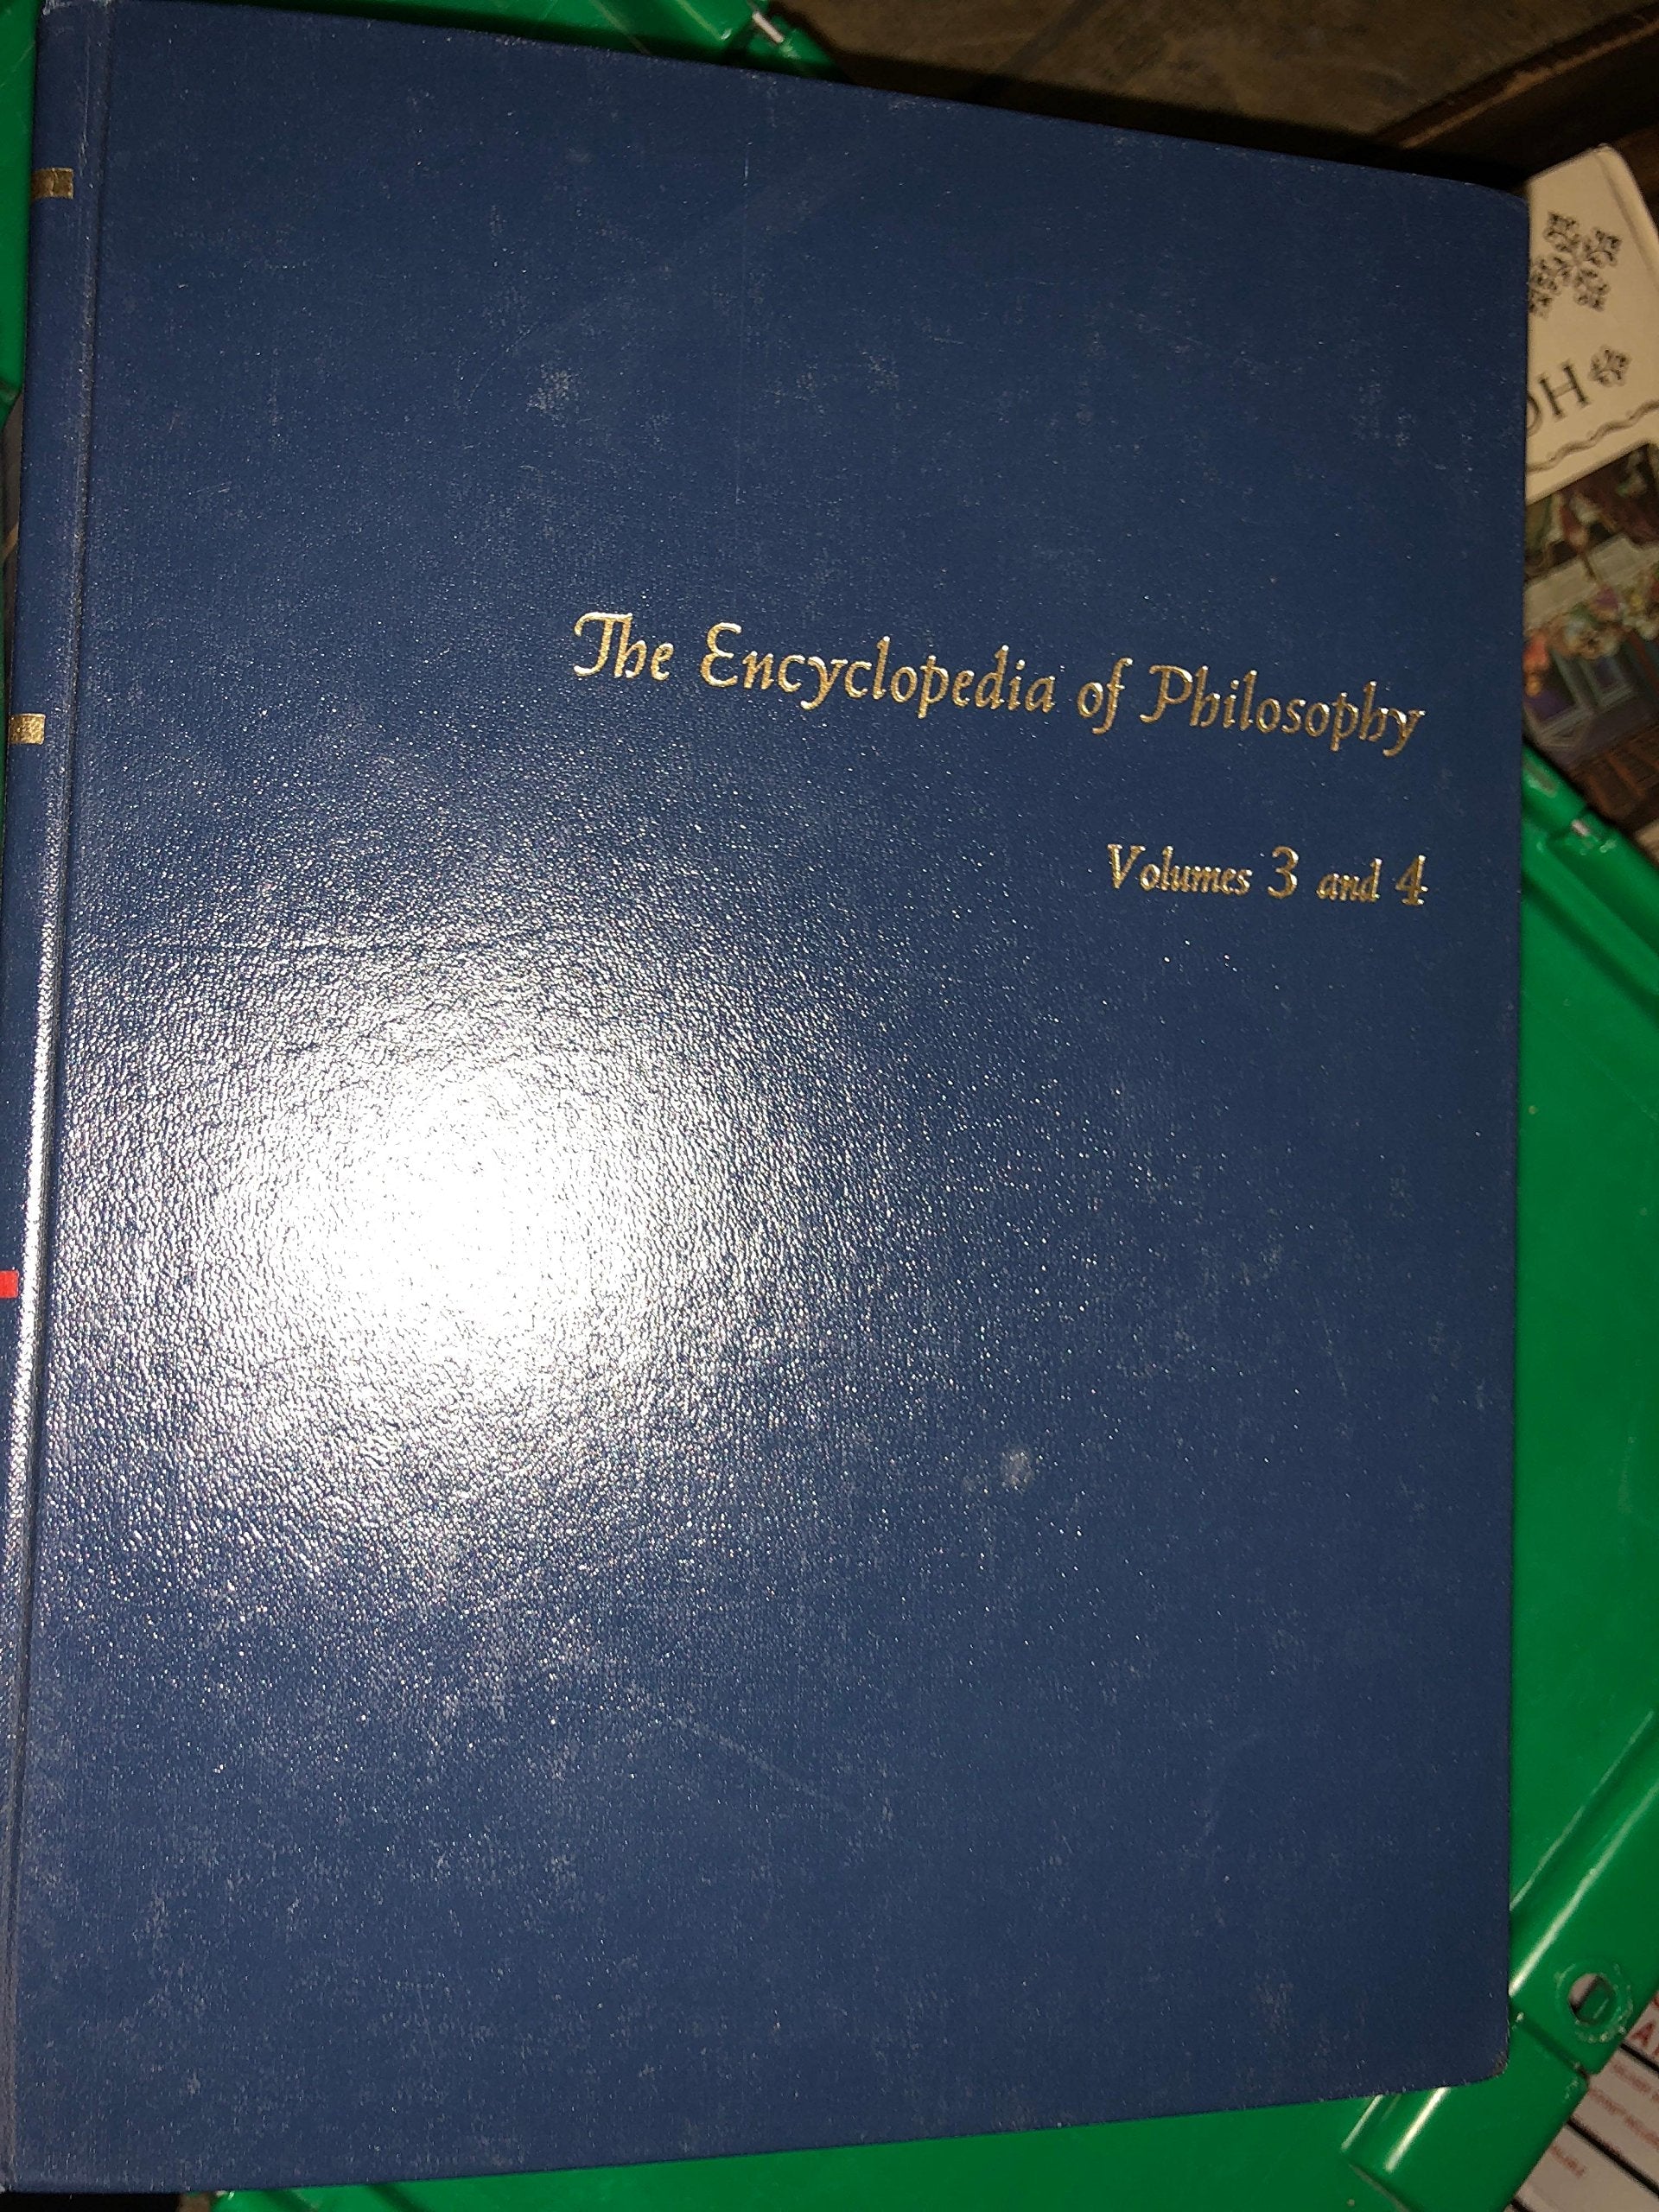 The Encyclopedia of Philosophy
Volumes 3 and 4